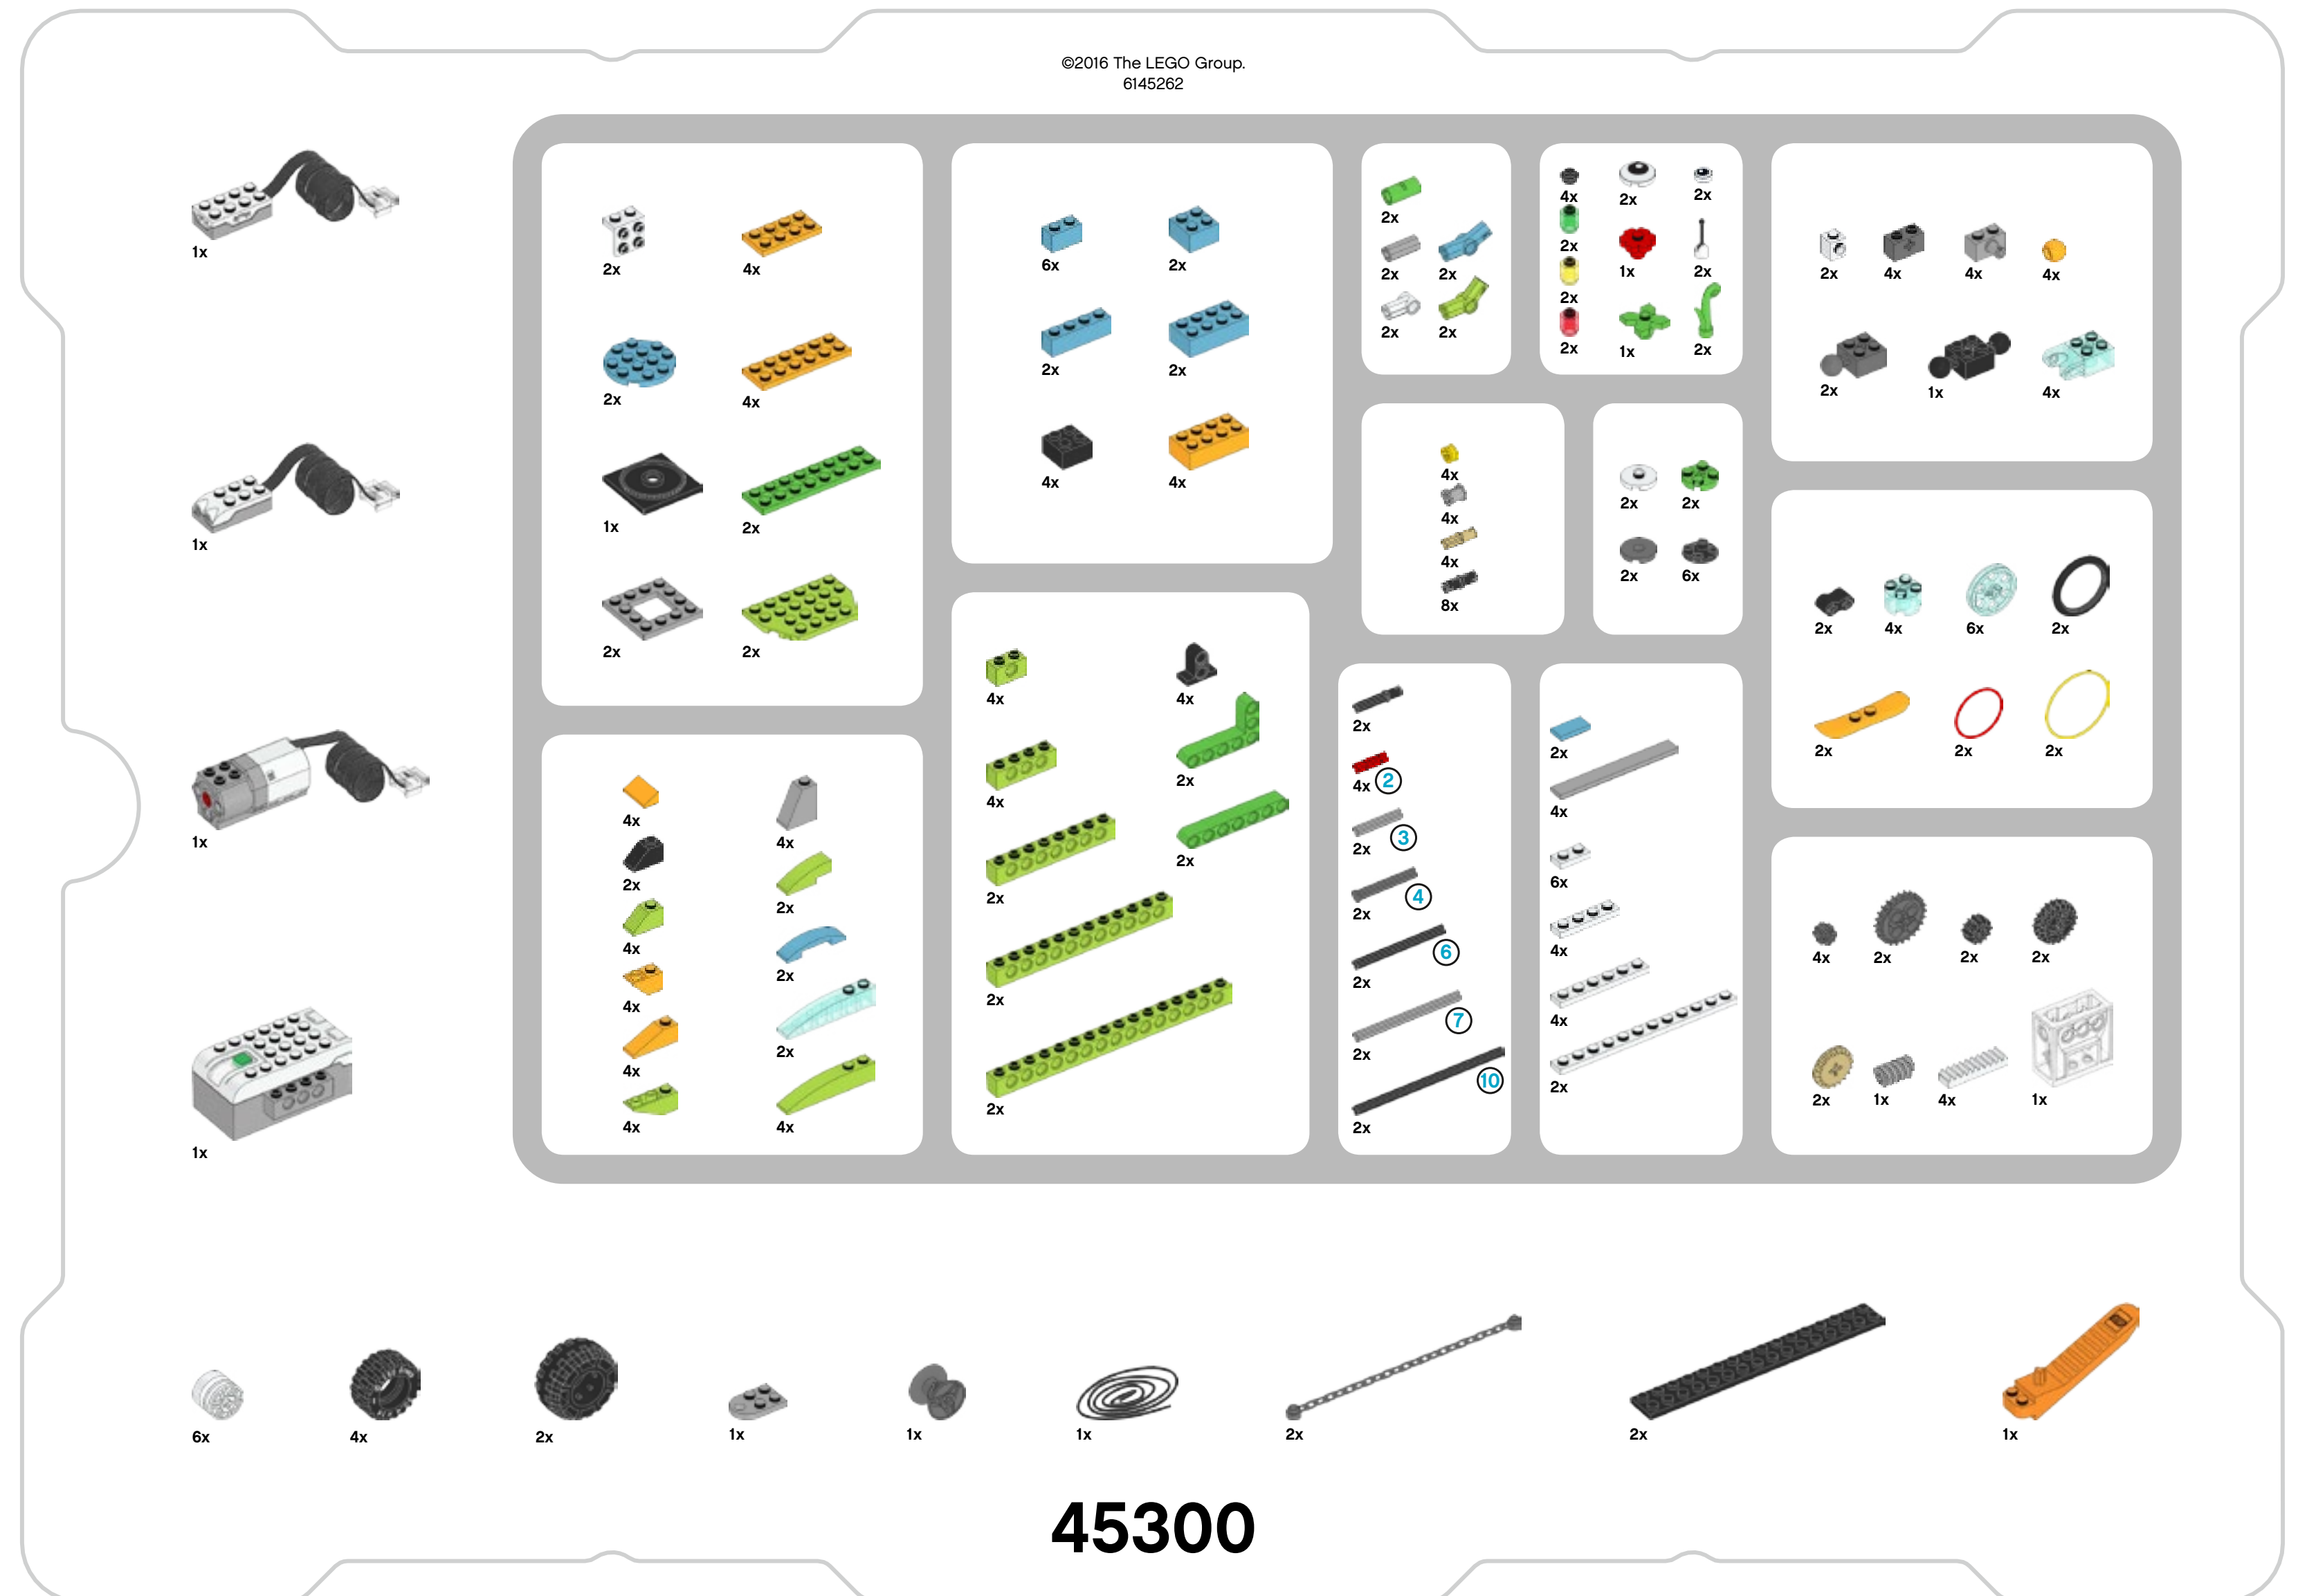 ©2016 The LEGO Group.
6145262
1x
1x
1x
1x
2x 4x
2x 4x
1x 2x
2x 2x
6x 2x
2x 2x
4x 4x
2x
2x 2x
2x 2x
4x 2x 2x
2x 1x 2x
2x
2x 1x 2x
2x 4x 4x 4x
2x 1x 4x
4x
4x
4x
8x
2x 2x
2x 6x
2x 4x 6x 2x
2x 2x 2x
4x 4x
2x 2x
4x 2x
4x 2x
4x 2x
4x 4x
4x 4x
4x 2x
2x 2x
2x
2x
2x
4x 2
2x 3
2x 4
2x 6
2x 7
2x 10
2x
4x
6x
4x
4x
2x
4x 2x 2x 2x
2x 1x 4x 1x
6x 4x 2x 1x 1x 1x 2x 2x 1x
45300